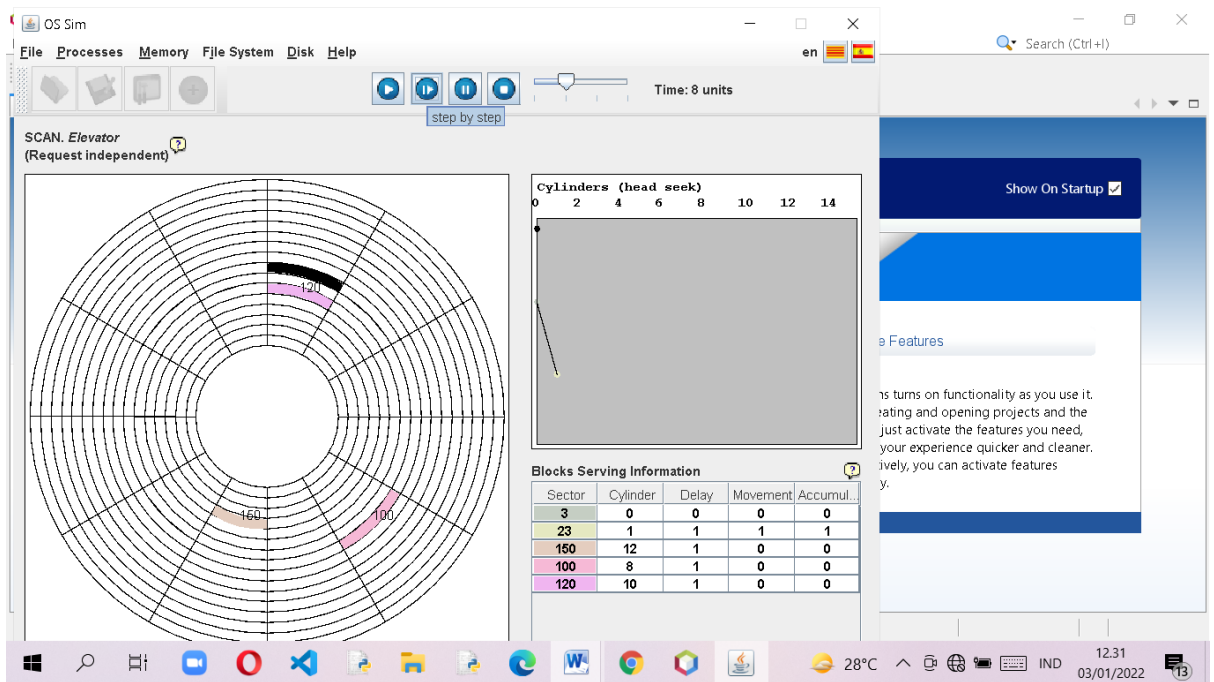 OS Sim
File Processes Memory File System Disk Help
en
Search (Ctrl+I)
Time: 8 units
step by step
SCAN. Elevator
(Request independent)
120
150
100
Cylinders (head seek)
0 2 4 6 8 10 12 14
Blocks Serving Information
Sector Cylinder Delay Movement Accumul...
3 0 0 0 0
23 1 1 1 1
150 12 1 0 0
100 8 1 0 0
120 10 1 0 0
Show On Startup
e Features
ns turns on functionality as you use it.
eating and opening projects and the
just activate the features you need,
your experience quicker and cleaner.
ively, you can activate features
y.
28°C
IND
12.31
03/01/2022
13